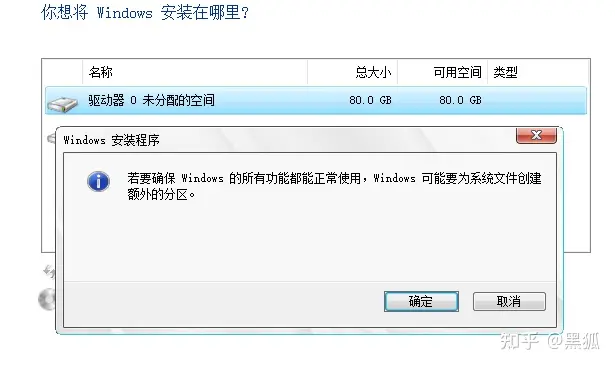 你想将 Windows 安装在哪里?
名称 总大小 可用空间 类型
驱动器 0 未分配的空间 80.0 GB 80.0 GB
Windows 安装程序
若要确保 Windows 的所有功能都能正常使用,Windows 可能要为系统文件创建
额外的分区。
确定 取消
知乎 @黑狐